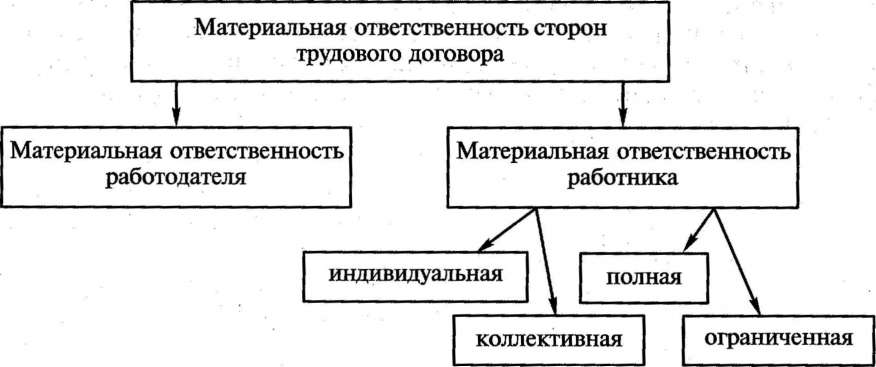 Материальная ответственность сторон
трудового договора
Материальная ответственность
работодателя
Материальная ответственность
работника
индивидуальная
полная
коллективная
ограниченная